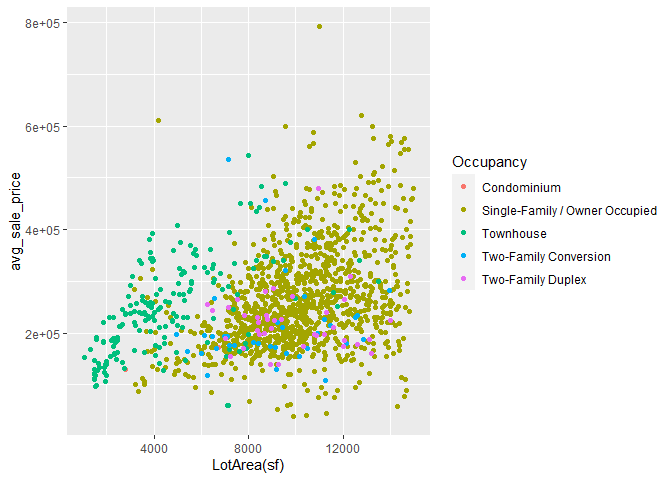 8e+05
6e+05
4e+05
2e+05
avg_sale_price
4000
8000
12000
LotArea(sf)
Occupancy
Condominium
Single-Family / Owner Occupied
Townhouse
Two-Family Conversion
Two-Family Duplex